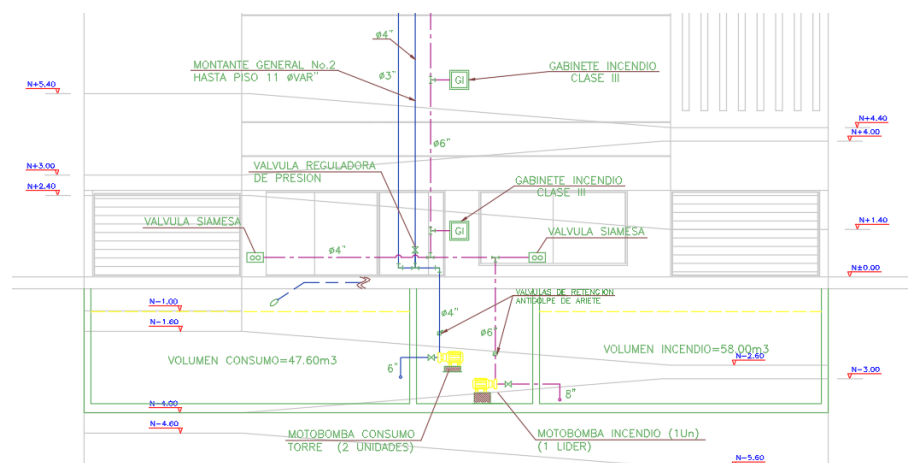 ø4"
MONTANTE GENERAL No.2
HASTA PISO 11 øVAR"
ø3"
GABINETE INCENDIO
CLASE III
GI
N+5.40
N+4.40
N+4.00
ø6"
VALVULA REGULADORA
DE PRESION
N+3.00
N+2.40
GABINETE INCENDIO
CLASE III
VALVULA SIAMESA
GI
VALVULA SIAMESA
N+1.40
ø4"
N±0.00
VALVULAS DE RETENCION
ANTIGOLPE DE ARIETE
N-1.00
ø4"
N-1.60
ø6"
VOLUMEN CONSUMO=47.60m3
VOLUMEN INCENDIO=58.00m3
N-2.60
6"
N-3.00
8"
N-4.00
N-4.60
MOTOBOMBA CONSUMO
TORRE (2 UNIDADES)
MOTOBOMBA INCENDIO (1Un)
(1 LIDER)
N-5.60